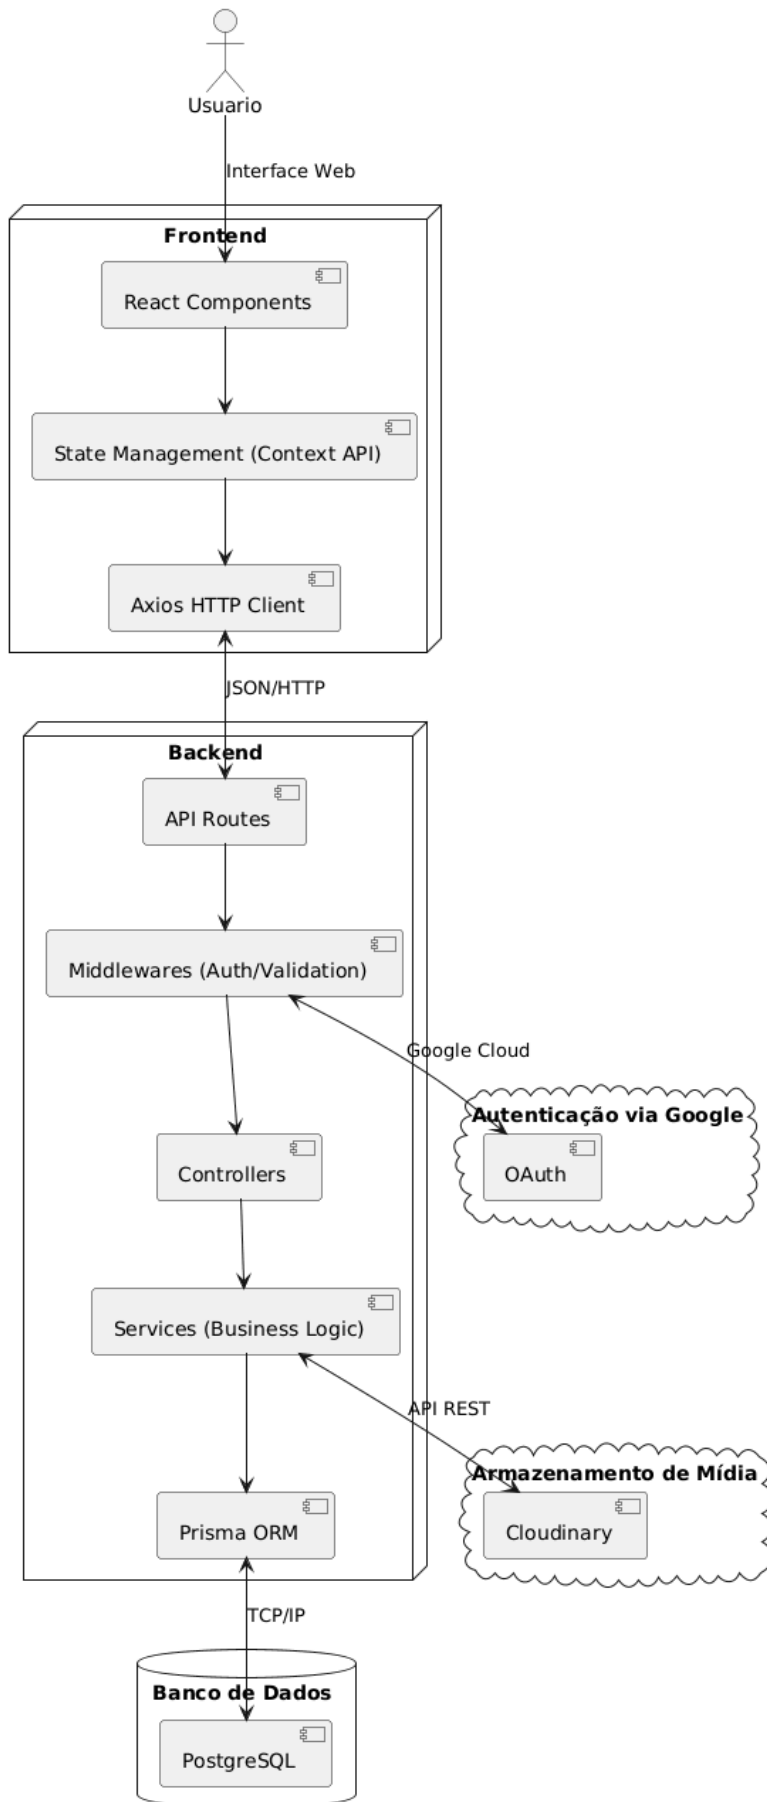 Usuario
Interface Web
Frontend
React Components
State Management (Context API)
Axios HTTP Client
JSON/HTTP
Backend
API Routes
Middlewares (Auth/Validation)
Google Cloud
Autenticação via Google
OAuth
Controllers
Services (Business Logic)
API REST
Armazenamento de Mídia
Cloudinary
Prisma ORM
TCP/IP
Banco de Dados
PostgreSQL